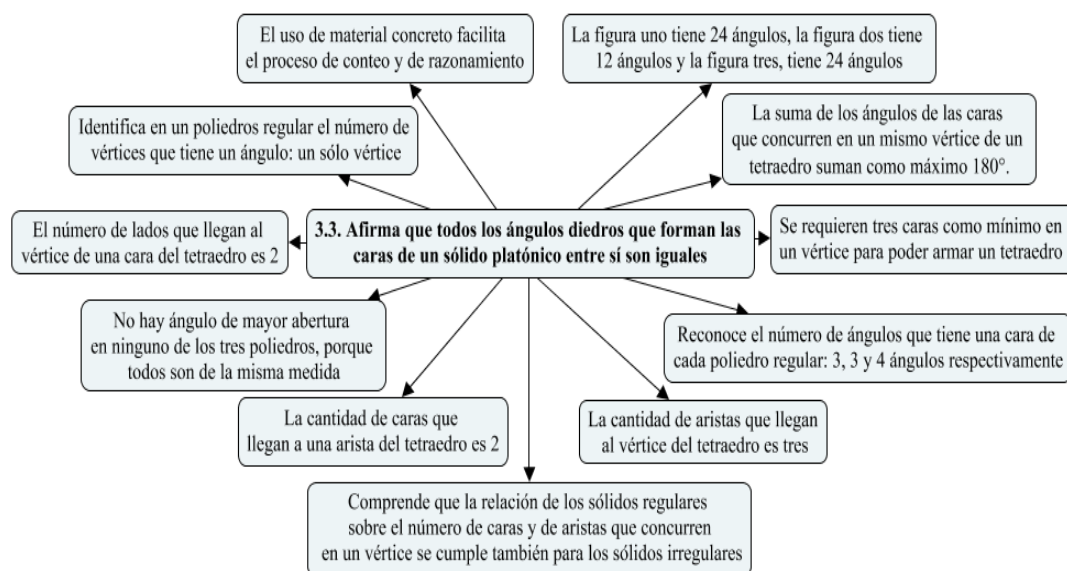 El uso de material concreto facilita
el proceso de conteo y de razonamiento
La figura uno tiene 24 ángulos, la figura dos tiene
12 ángulos y la figura tres, tiene 24 ángulos
Identifica en un poliedros regular el número de
vértices que tiene un ángulo: un sólo vértice
La suma de los ángulos de las caras
que concurren en un mismo vértice de un
tetraedro suman como máximo 180°.
El número de lados que llegan al
vértice de una cara del tetraedro es 2
3.3. Afirma que todos los ángulos diedros que forman las
caras de un sólido platónico entre sí son iguales
Se requieren tres caras como mínimo en
un vértice para poder armar un tetraedro
No hay ángulo de mayor abertura
en ninguno de los tres poliedros, porque
todos son de la misma medida
Reconoce el número de ángulos que tiene una cara de
cada poliedro regular: 3, 3 y 4 ángulos respectivamente
La cantidad de caras que
llegan a una arista del tetraedro es 2
La cantidad de aristas que llegan
al vértice del tetraedro es tres
Comprende que la relación de los sólidos regulares
sobre el número de caras y de aristas que concurren
en un vértice se cumple también para los sólidos irregulares